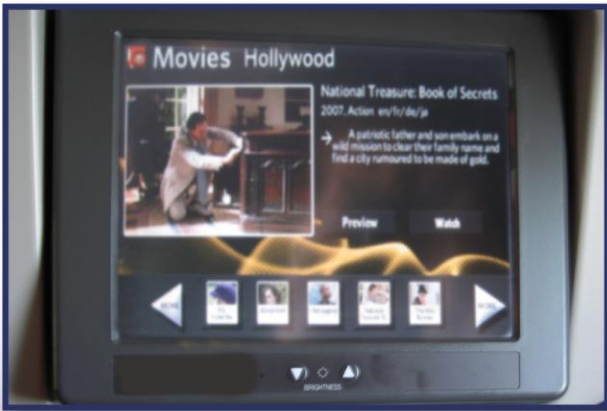 Movies Hollywood
National Treasure: Book of Secrets
2007. Action en/fr/de/ja
A patriotic father and son embark on a
wild mission to clear their family name and
find a city rumoured to be made of gold.
Preview Watch
MORE MORE
BRIGHTNESS